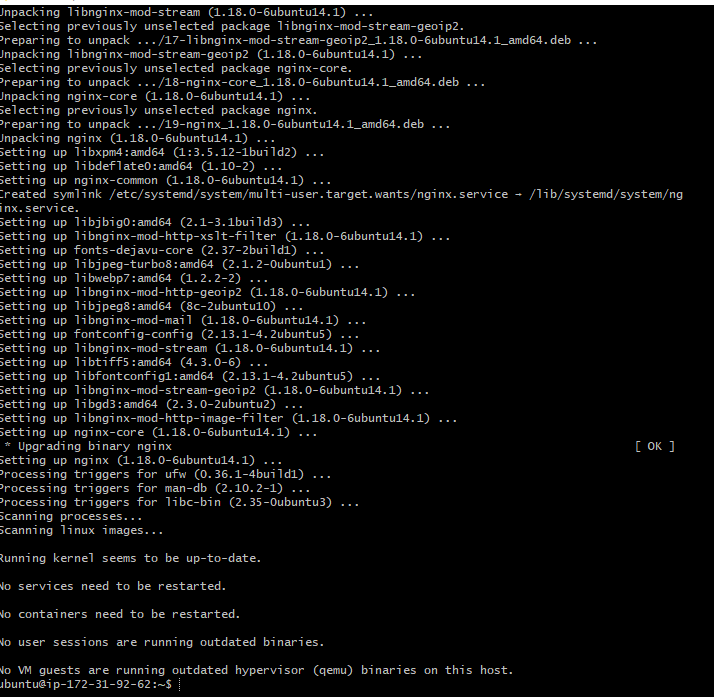 Unpacking libnginx-mod-stream (1.18.0-6ubuntu14.1) ...
Selecting previously unselected package libnginx-mod-stream-geoip2.
Preparing to unpack .../17-libnginx-mod-stream-geoip2_1.18.0-6ubuntu14.1_amd64.deb ...
Unpacking libnginx-mod-stream-geoip2 (1.18.0-6ubuntu14.1) ...
Selecting previously unselected package nginx-core.
Preparing to unpack .../18-nginx-core_1.18.0-6ubuntu14.1_amd64.deb ...
Unpacking nginx-core (1.18.0-6ubuntu14.1) ...
Selecting previously unselected package nginx.
Preparing to unpack .../19-nginx_1.18.0-6ubuntu14.1_amd64.deb ...
Unpacking nginx (1.18.0-6ubuntu14.1) ...
Setting up libxpm4:amd64 (1:3.5.12-1build2) ...
Setting up libdeflate0:amd64 (1.10-2) ...
Setting up nginx-common (1.18.0-6ubuntu14.1) ...
Created symlink /etc/systemd/system/multi-user.target.wants/nginx.service → /lib/systemd/system/ng
inx.service.
Setting up libjbig0:amd64 (2.1-3.1build3) ...
Setting up libnginx-mod-http-xslt-filter (1.18.0-6ubuntu14.1) ...
Setting up fonts-dejavu-core (2.37-2build1) ...
Setting up libjpeg-turbo8:amd64 (2.1.2-0ubuntu1) ...
Setting up libwebp7:amd64 (1.2.2-2) ...
Setting up libnginx-mod-http-geoip2 (1.18.0-6ubuntu14.1) ...
Setting up libjpeg8:amd64 (8c-2ubuntu10) ...
Setting up libnginx-mod-mail (1.18.0-6ubuntu14.1) ...
Setting up fontconfig-config (2.13.1-4.2ubuntu5) ...
Setting up libnginx-mod-stream (1.18.0-6ubuntu14.1) ...
Setting up libtiff5:amd64 (4.3.0-6) ...
Setting up libfontconfig1:amd64 (2.13.1-4.2ubuntu5) ...
Setting up libnginx-mod-stream-geoip2 (1.18.0-6ubuntu14.1) ...
Setting up libgd3:amd64 (2.3.0-2ubuntu2) ...
Setting up libnginx-mod-http-image-filter (1.18.0-6ubuntu14.1) ...
Setting up nginx-core (1.18.0-6ubuntu14.1) ...
 * Upgrading binary nginx [ OK ]
Setting up nginx (1.18.0-6ubuntu14.1) ...
Processing triggers for ufw (0.36.1-4build1) ...
Processing triggers for man-db (2.10.2-1) ...
Processing triggers for libc-bin (2.35-0ubuntu3) ...
Scanning processes...
Scanning linux images...
Running kernel seems to be up-to-date.
No services need to be restarted.
No containers need to be restarted.
No user sessions are running outdated binaries.
No VM guests are running outdated hypervisor (qemu) binaries on this host.
ubuntu@ip-172-31-92-62:~$